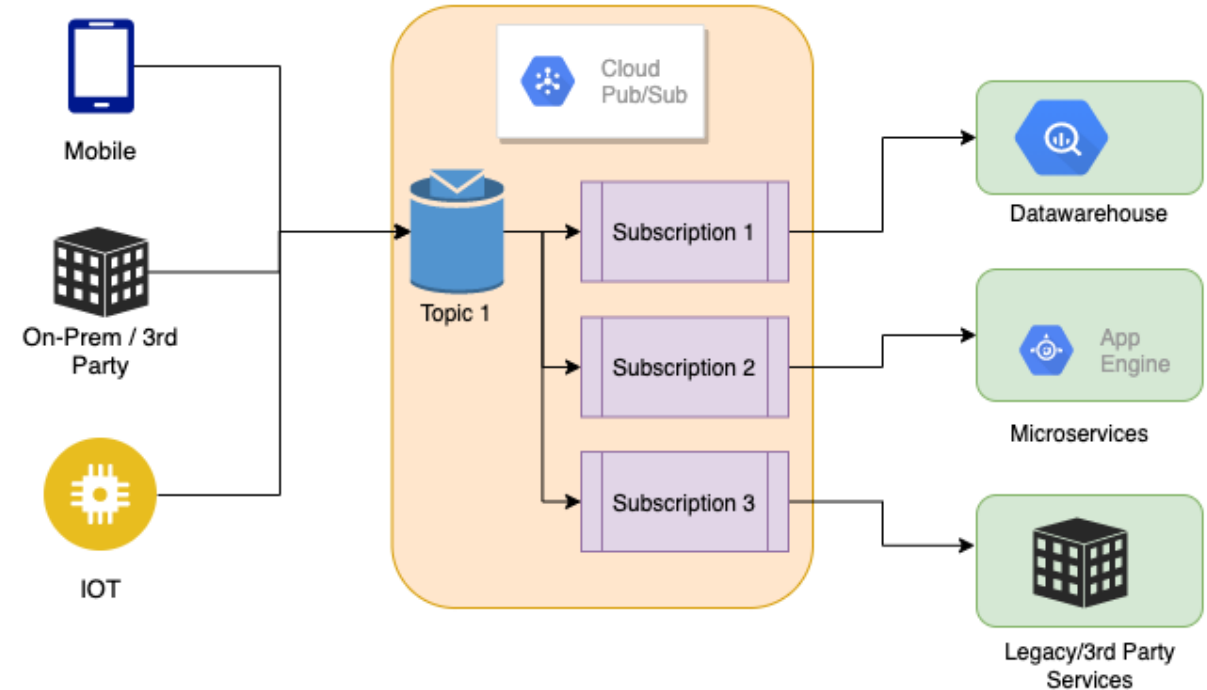 Mobile
On-Prem / 3rd
Party
IOT
Cloud
Pub/Sub
Topic 1
Subscription 1
Subscription 2
Subscription 3
Datawarehouse
App
Engine
Microservices
Legacy/3rd Party
Services